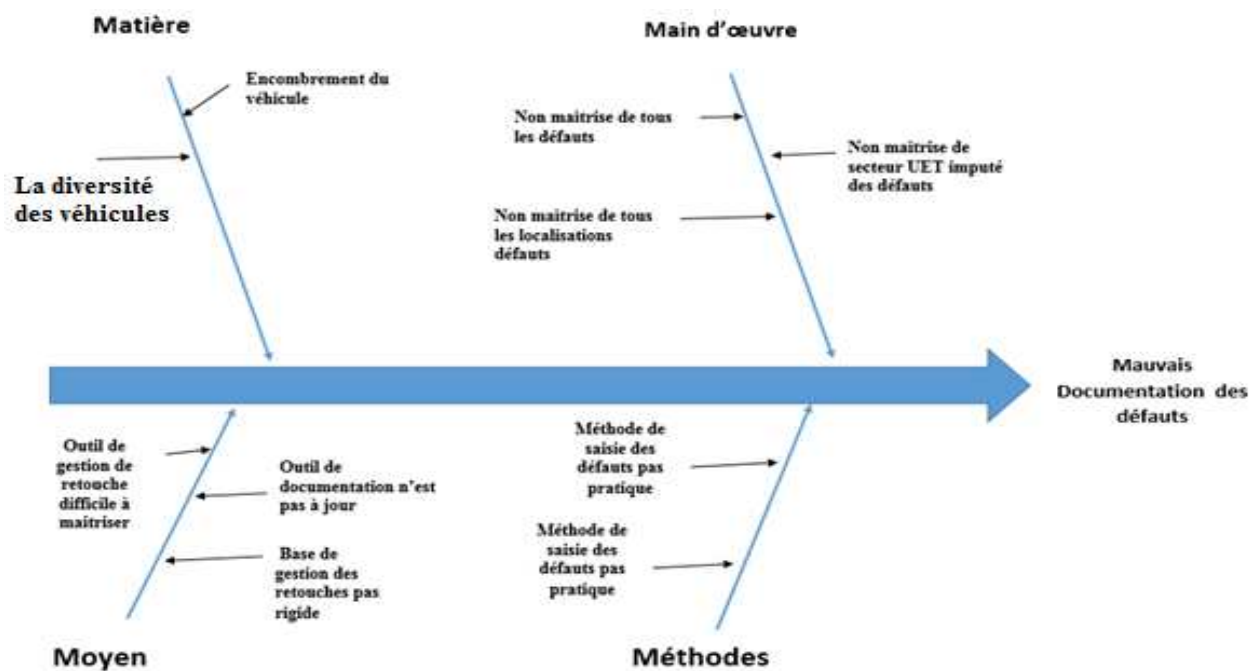 Matière
Encombrement du
véhicule
La diversité
des véhicules
Main d'œuvre
Non maitrise de tous
les défauts
Non maitrise de
secteur UET imputé
des défauts
Non maitrise de tous
les localisations
défauts
Mauvais
Documentation des
défauts
Outil de
gestion de
retouche
difficile à
maitriser
Outil de
documentation n'est
pas à jour
Base de
gestion des
retouches pas
rigide
Moyen
Méthode de
saisie des
défauts pas
pratique
Méthode de
saisie des
défauts pas
pratique
Méthodes